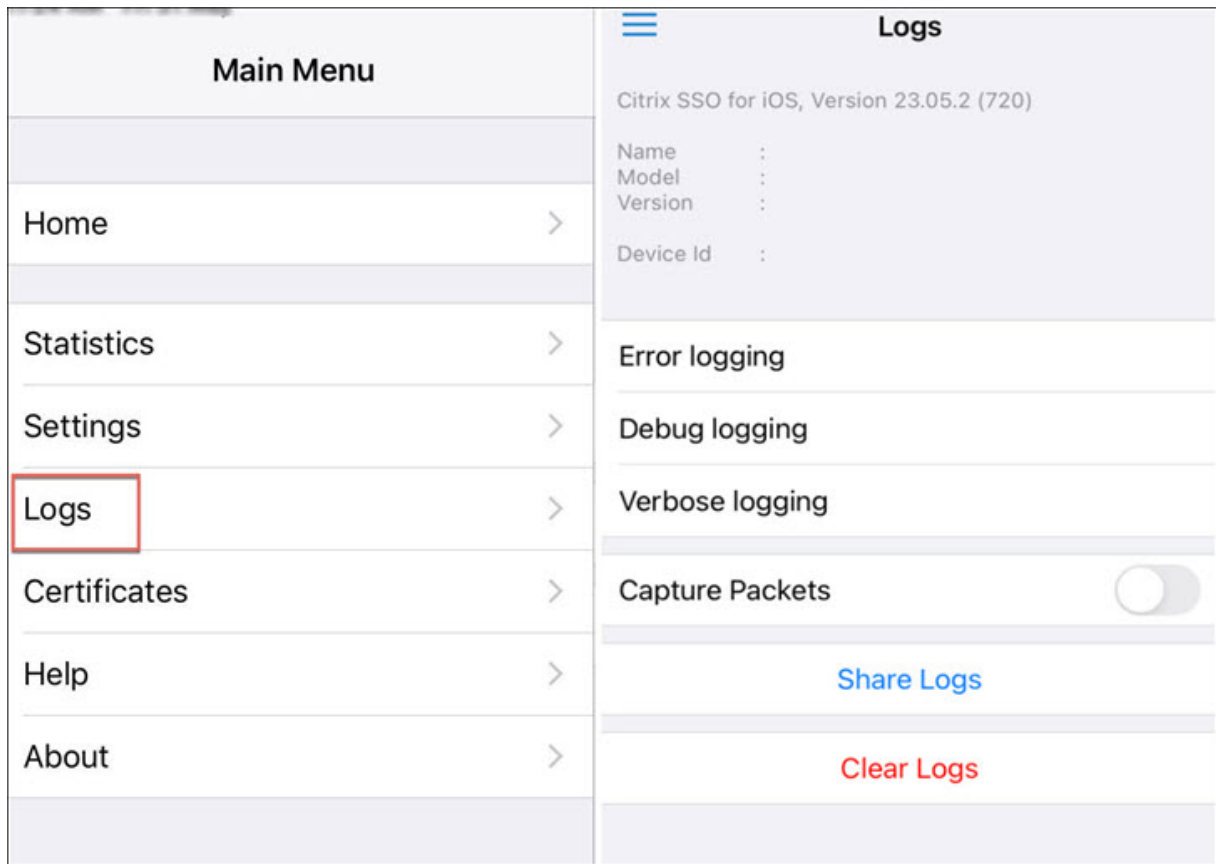 Main Menu
Home
Statistics
Settings
Logs
Certificates
Help
About
Logs
Citrix SSO for iOS, Version 23.05.2 (720)
Name :
Model :
Version :
Device Id :
Error logging
Debug logging
Verbose logging
Capture Packets
Share Logs
Clear Logs